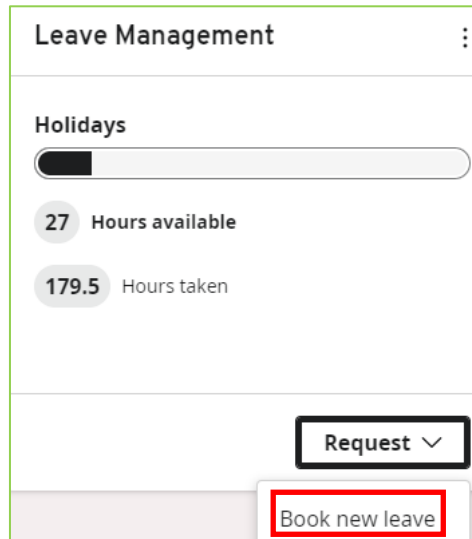 Leave Management
Holidays
27 Hours available
179.5 Hours taken
Request
Book new leave